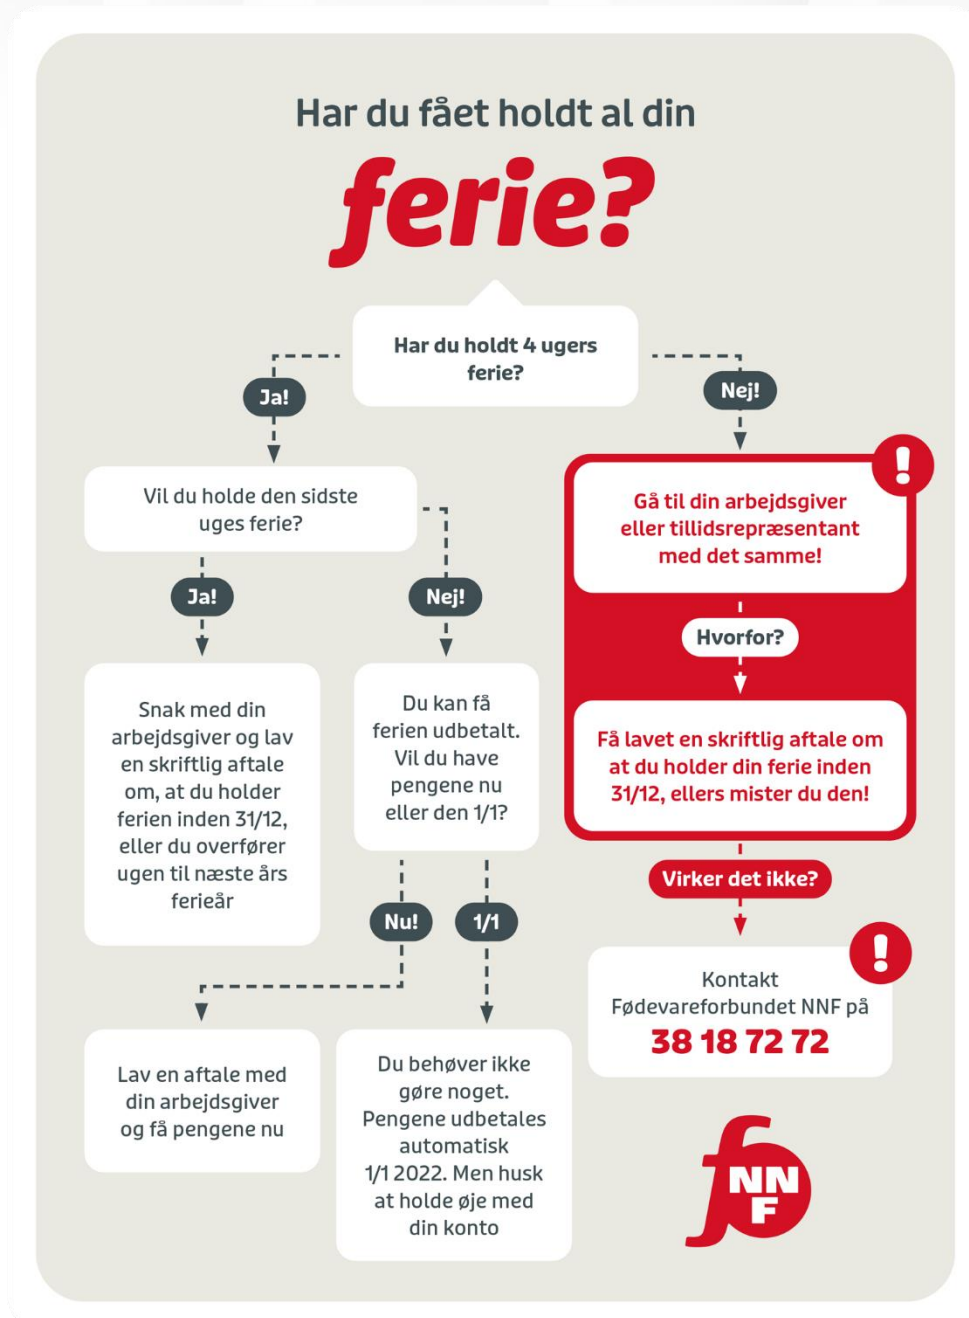 Har du fået holdt al din
ferie?
Har du holdt 4 ugers
ferie?
Ja!
Nej!
Vil du holde den sidste
uges ferie?
Gå til din arbejdsgiver
eller tillidsrepræsentant
med det samme!
!
Ja!
Nej!
Hvorfor?
Snak med din
arbejdsgiver og lav
en skriftlig aftale
om, at du holder
ferien inden 31/12,
eller du overfører
ugen til næste års
ferieår
Du kan få
ferien udbetalt.
Vil du have
pengene nu
eller den 1/1?
Få lavet en skriftlig aftale om
at du holder din ferie inden
31/12, ellers mister du den!
Virker det ikke?
Nu!
1/1
!
Kontakt
Fødevareforbundet NNF på
38 18 72 72
Lav en aftale med
din arbejdsgiver
og få pengene nu
Du behøver ikke
gøre noget.
Pengene udbetales
automatisk
1/1 2022. Men husk
at holde øje med
din konto
f
NN
F